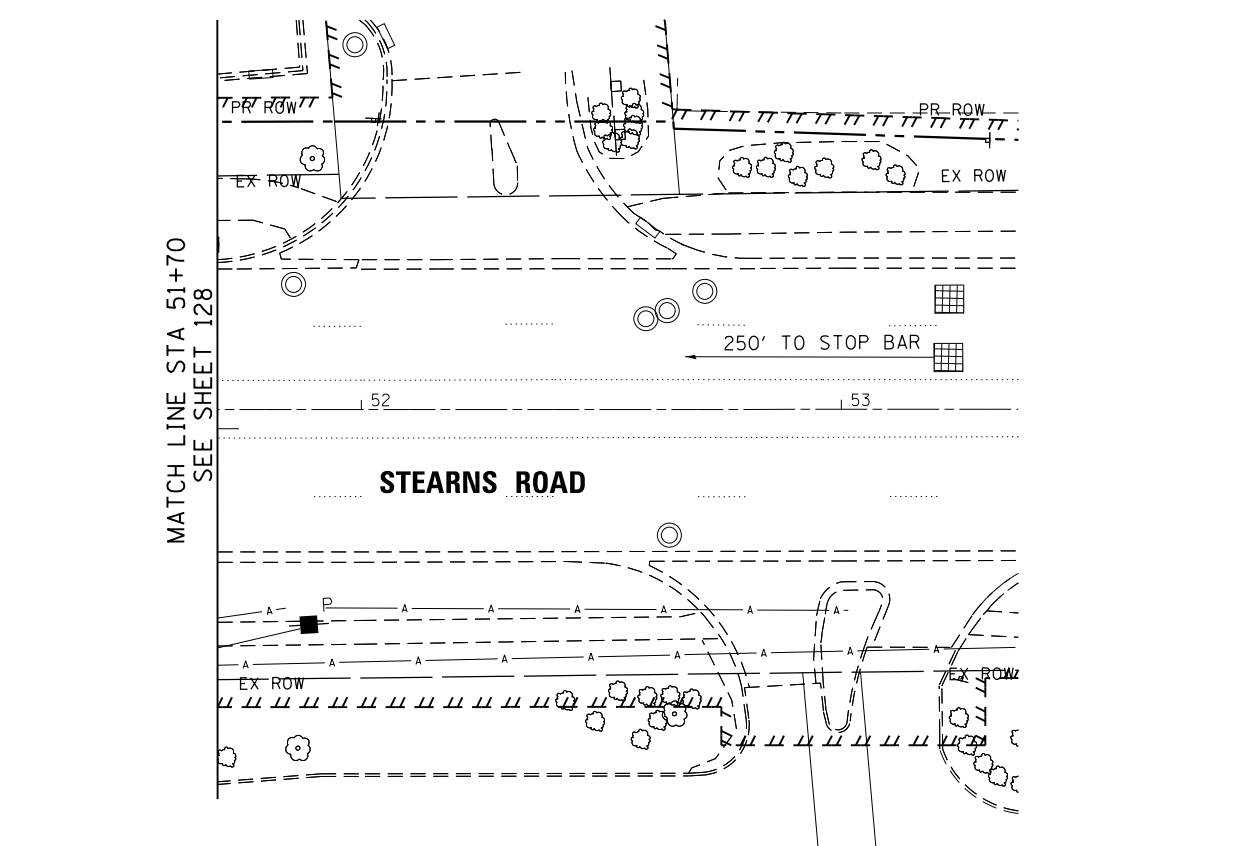 PR ROW
PR ROW
EX ROW
EX ROW
MATCH LINE STA 51+70
SEE SHEET 128
250' TO STOP BAR
52
53
STEARNS ROAD
P
A A A A A A A
A A A A A A A A A
EX ROW
EX ROW